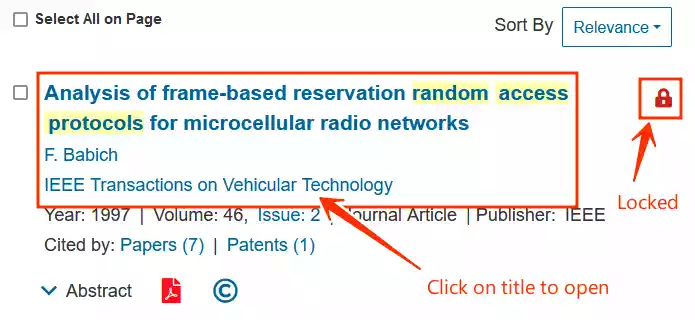 Select All on Page
Sort By
Relevance
Analysis of frame-based reservation random access
protocols for microcellular radio networks
F. Babich
IEEE Transactions on Vehicular Technology
Year: 1997 | Volume: 46, Issue: 2 | Journal Article | Publisher: IEEE
Cited by: Papers (7) | Patents (1)
Abstract
Locked
Click on title to open